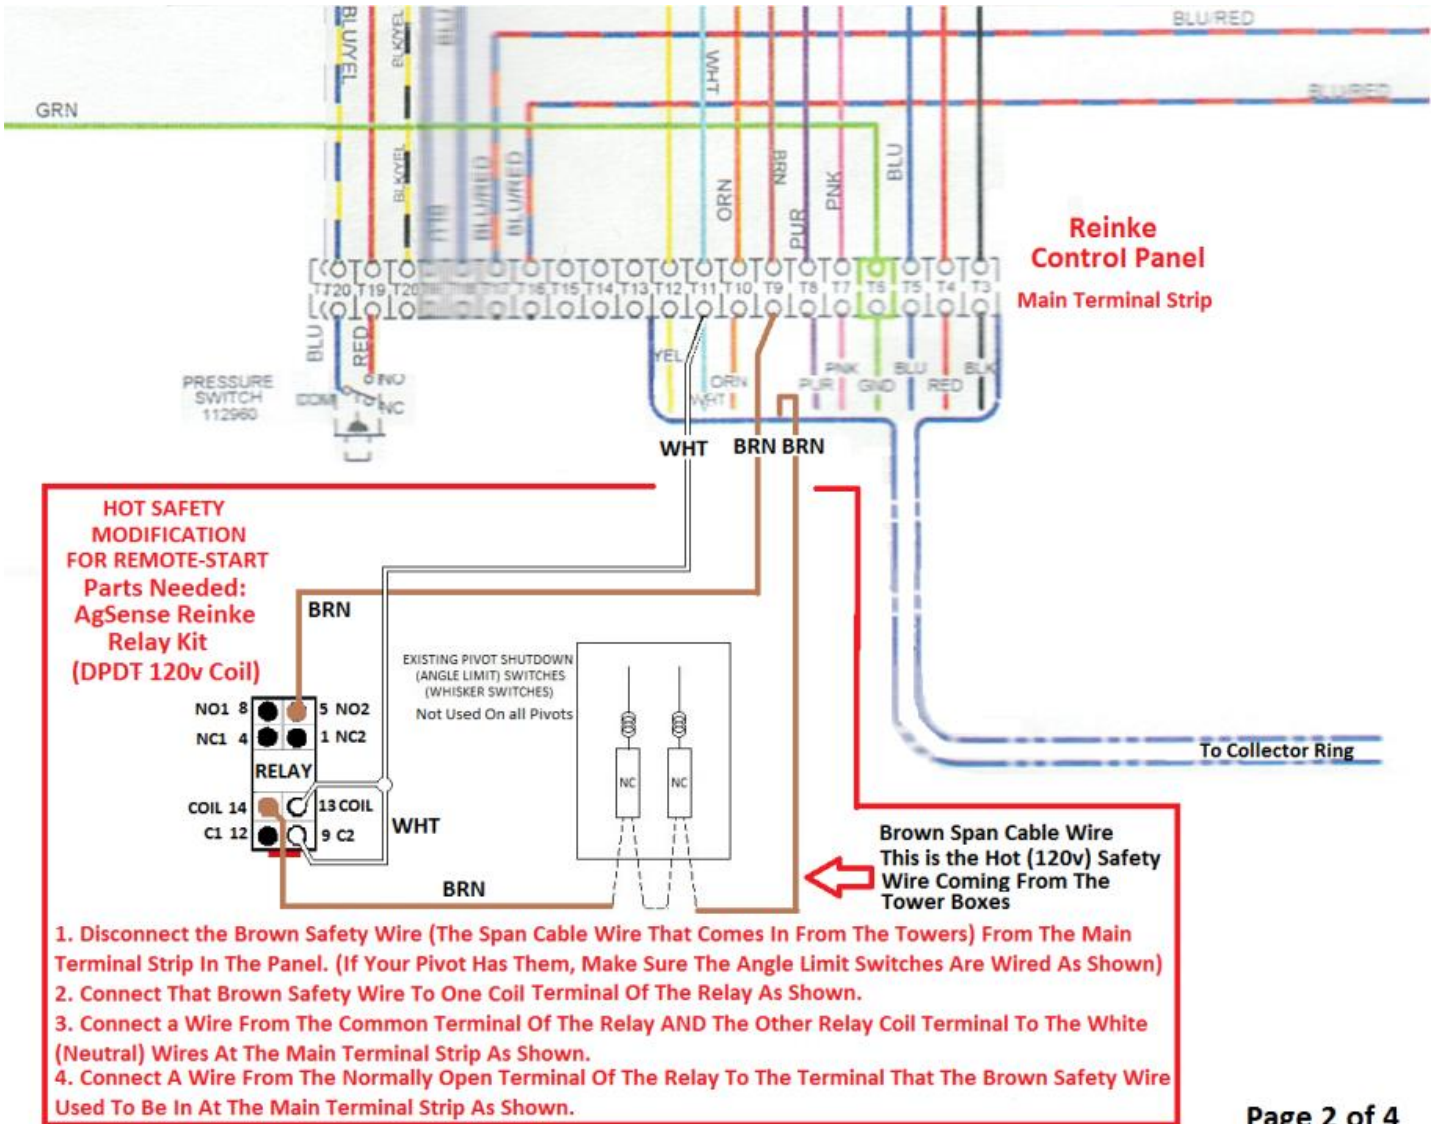 BLU/YEL
BLK/YEL
BLU
WHT
BLU/RED
BLU/RED
GRN
BLK/YEL
BLU/RED
BLU/RED
ORN
BRN
PUR
PNK
BLU
Reinke
Control Panel
Main Terminal Strip
T20 T19 T20 T16 T15 T14 T13 T12 T11 T10 T9 T8 T7 T6 T5 T4 T3
BLU
RED
PRESSURE
SWITCH
112960
COM
NO
NC
YEL
WHT
ORN
PUR
PNK
GND
BLU
RED
BLK
WHT BRN BRN
HOT SAFETY
MODIFICATION
FOR REMOTE-START
Parts Needed:
AgSense Reinke
Relay Kit
(DPDT 120v Coil)
BRN
EXISTING PIVOT SHUTDOWN
(ANGLE LIMIT) SWITCHES
(WHISKER SWITCHES)
Not Used On all Pivots
NC NC
NO1 8 5 NO2
NC1 4 1 NC2
RELAY
COIL 14 13 COIL
C1 12 9 C2
WHT
BRN
To Collector Ring
Brown Span Cable Wire
This is the Hot (120v) Safety
Wire Coming From The
Tower Boxes
1. Disconnect the Brown Safety Wire (The Span Cable Wire That Comes In From The Towers) From The Main
Terminal Strip In The Panel. (If Your Pivot Has Them, Make Sure The Angle Limit Switches Are Wired As Shown)
2. Connect That Brown Safety Wire To One Coil Terminal Of The Relay As Shown.
3. Connect a Wire From The Common Terminal Of The Relay AND The Other Relay Coil Terminal To The White
(Neutral) Wires At The Main Terminal Strip As Shown.
4. Connect A Wire From The Normally Open Terminal Of The Relay To The Terminal That The Brown Safety Wire
Used To Be In At The Main Terminal Strip As Shown.
Page 2 of 4